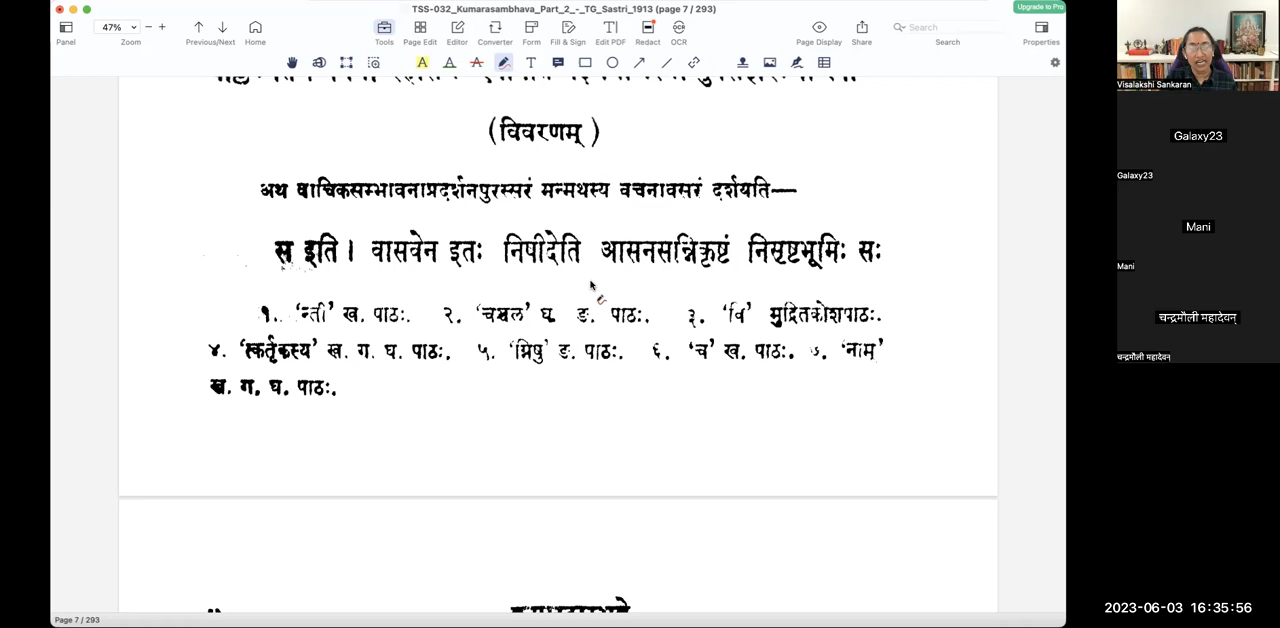 TSS-032_Kumarasambhava_Part_2_-_TG_Sastri_1913 (page 7 / 293)
Upgrade to Pro
47%
Panel Zoom Previous/Next Home Tools Page Edit Editor Converter Form Fill & Sign Edit PDF Redact OCR Page Display Share Search Properties
Search
(विवरणम्)
अथ वाचिकसम्भावनाप्रदर्शनपुरस्सरं मन्मथस्य वचनावसरं दर्शयति—
स इति। वासवेन इतः निषीदेति आसनसन्निकृष्टं निसृष्टभूमिः सः
१. 'न्ती' ख. पाठः. २. 'चञ्चल' घ. ङ. पाठः. ३. 'वि' मुद्रितकोशपाठः.
४. 'स्कर्तृकस्य' ख. ग. घ. पाठः. ५. 'ग्निषु' ङ. पाठः. ६. 'च' ख. पाठः. ७. 'नाम्'
ख. ग. घ. पाठः.
Page 7 / 293
Visalakshi Sankaran
Galaxy23
Galaxy23
Mani
Mani
चन्द्रमौली महादेवन्
चन्द्रमौली महादेवन्
2023-06-03 16:35:56